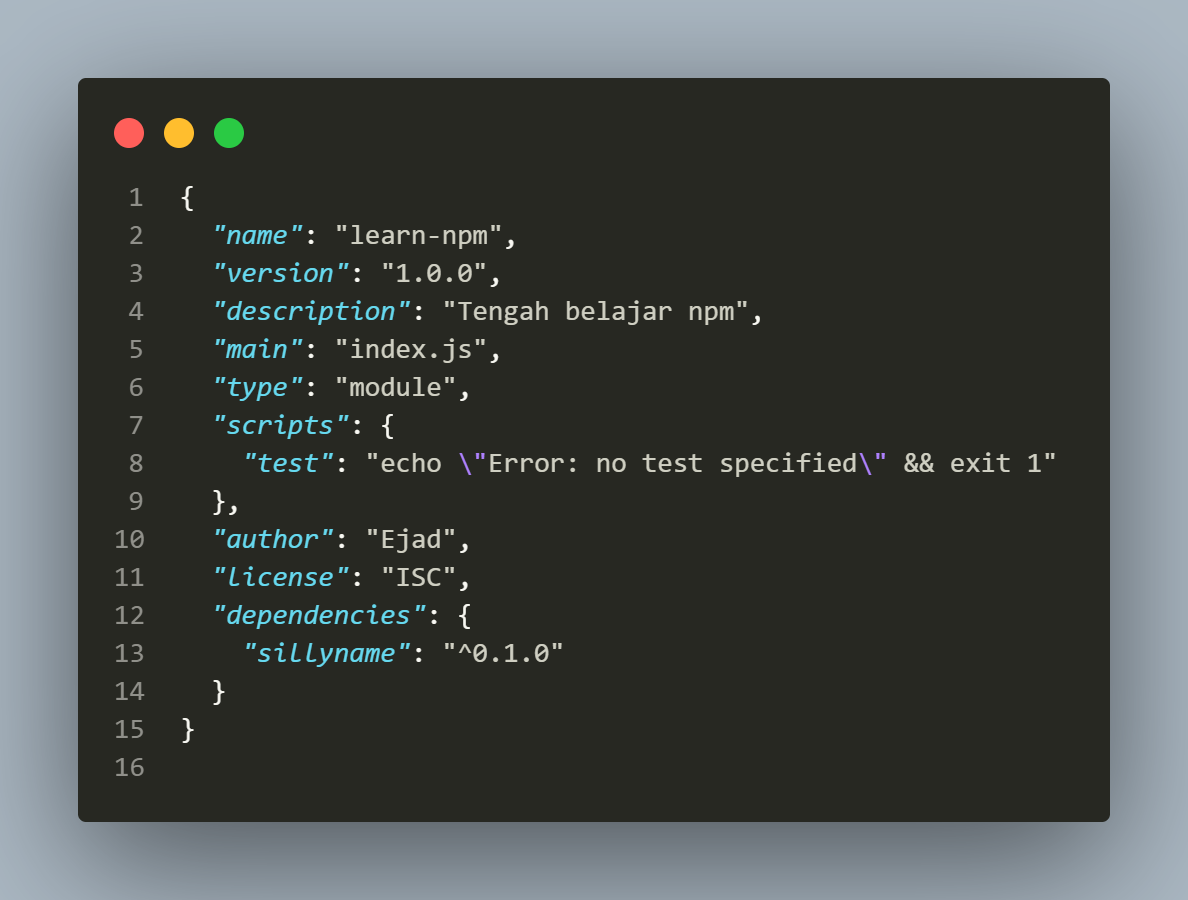 1 {
2   "name": "learn-npm",
3   "version": "1.0.0",
4   "description": "Tengah belajar npm",
5   "main": "index.js",
6   "type": "module",
7   "scripts": {
8     "test": "echo \"Error: no test specified\" && exit 1"
9   },
10   "author": "Ejad",
11   "license": "ISC",
12   "dependencies": {
13     "sillyname": "^0.1.0"
14   }
15 }
16